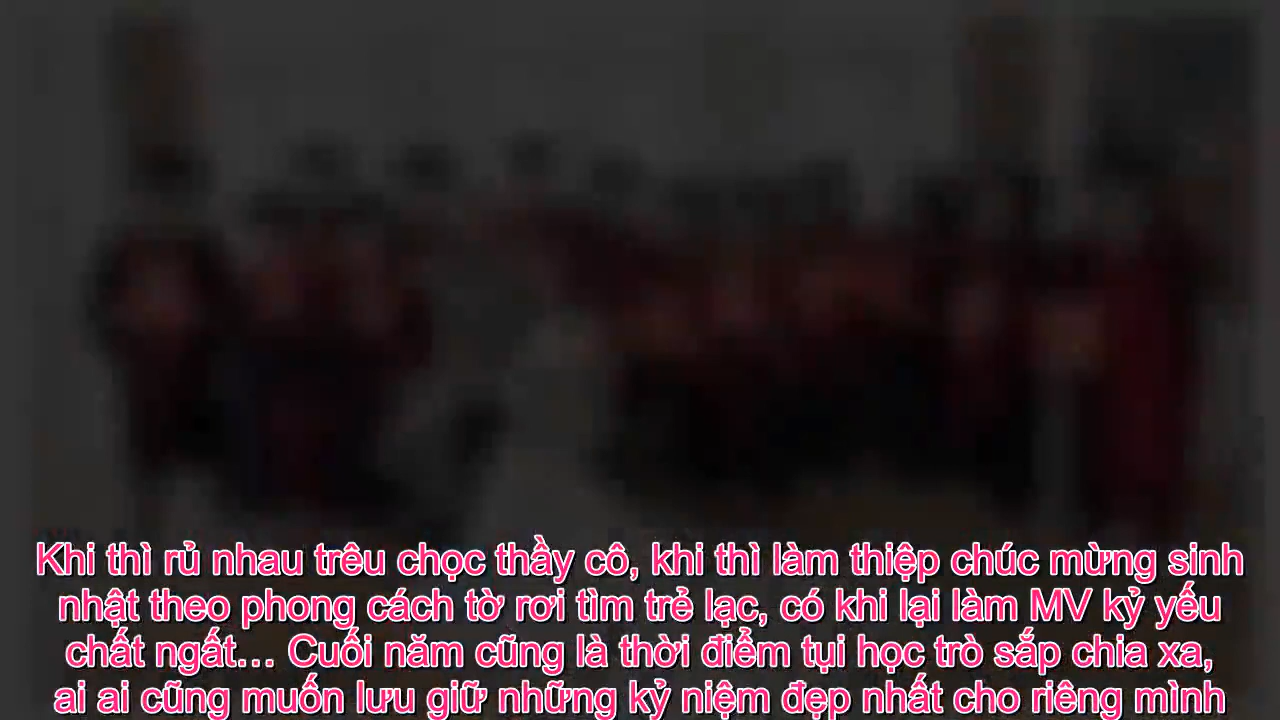 Khi thì rủ nhau trêu chọc thầy cô, khi thì làm thiệp chúc mừng sinh
nhật theo phong cách tờ rơi tìm trẻ lạc, có khi lại làm MV kỷ yếu
chất ngất... Cuối năm cũng là thời điểm tụi học trò sắp chia xa,
ai ai cũng muốn lưu giữ những kỷ niệm đẹp nhất cho riêng mình